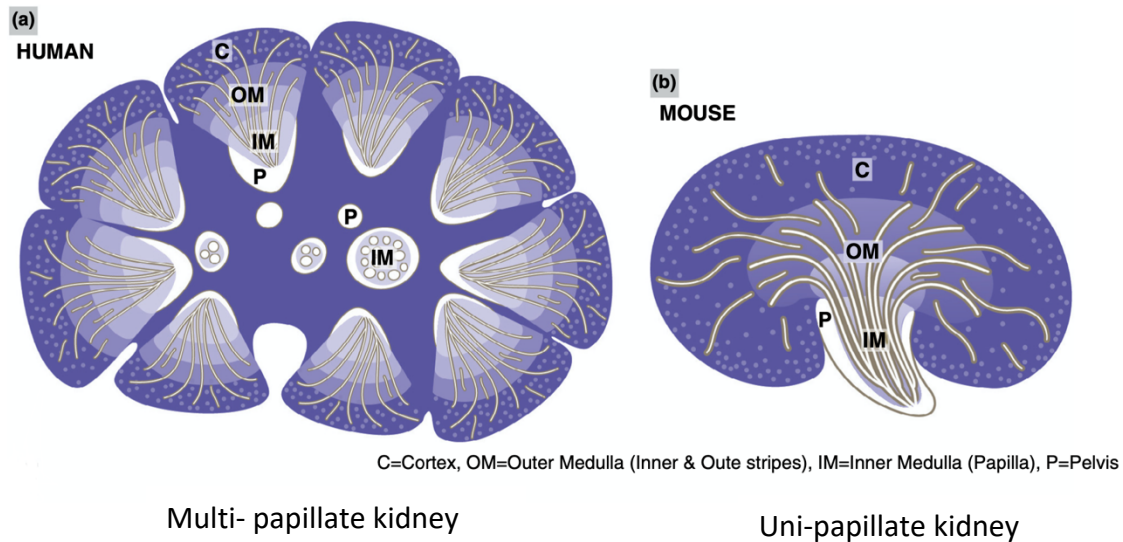 (a)
HUMAN
C
OM
IM
P
P
IM
(b)
MOUSE
C
OM
P
IM
C=Cortex, OM=Outer Medulla (Inner & Oute stripes), IM=Inner Medulla (Papilla), P=Pelvis
Multi- papillate kidney
Uni-papillate kidney